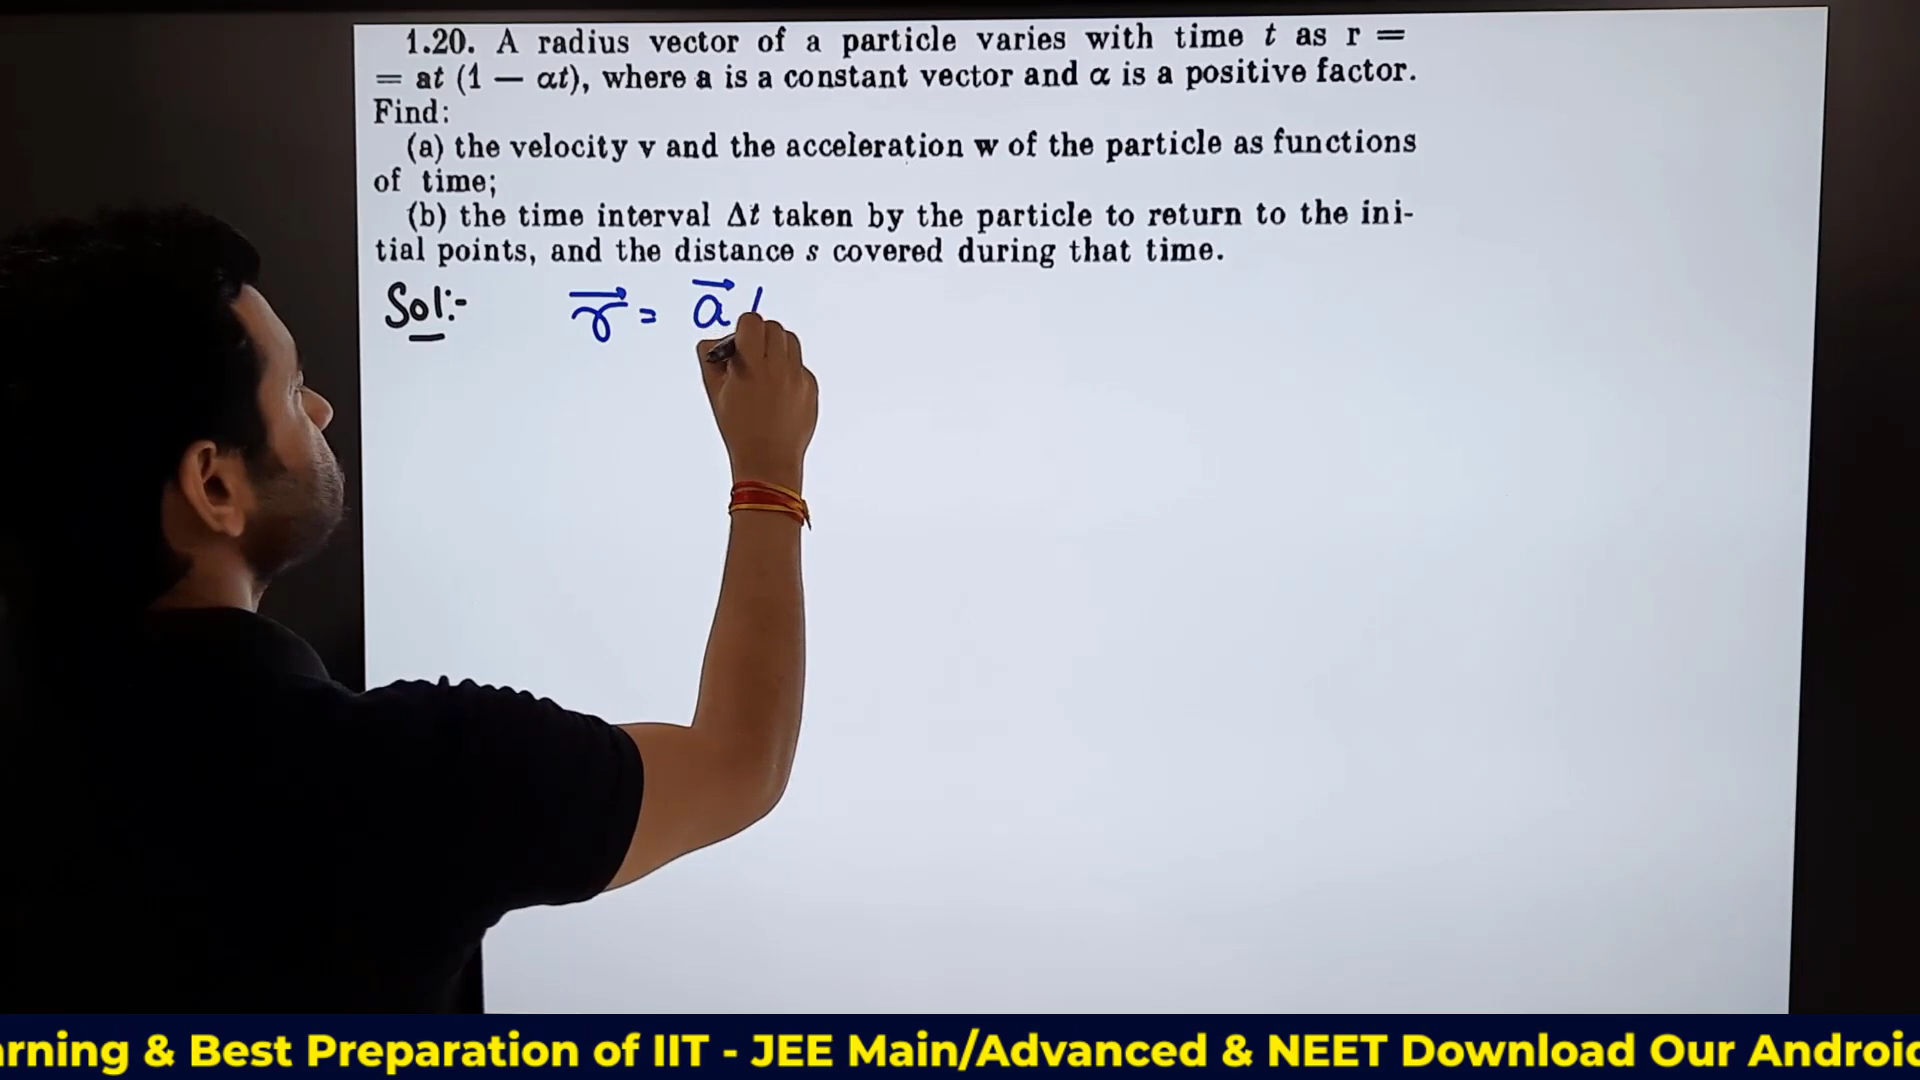 1.20. A radius vector of a particle varies with time t as r =
= at (1 — αt), where a is a constant vector and α is a positive factor.
Find:
(a) the velocity v and the acceleration w of the particle as functions
of time;
(b) the time interval Δt taken by the particle to return to the ini-
tial points, and the distance s covered during that time.
Sol:- r⃗ = a⃗
arning & Best Preparation of IIT - JEE Main/Advanced & NEET Download Our Android